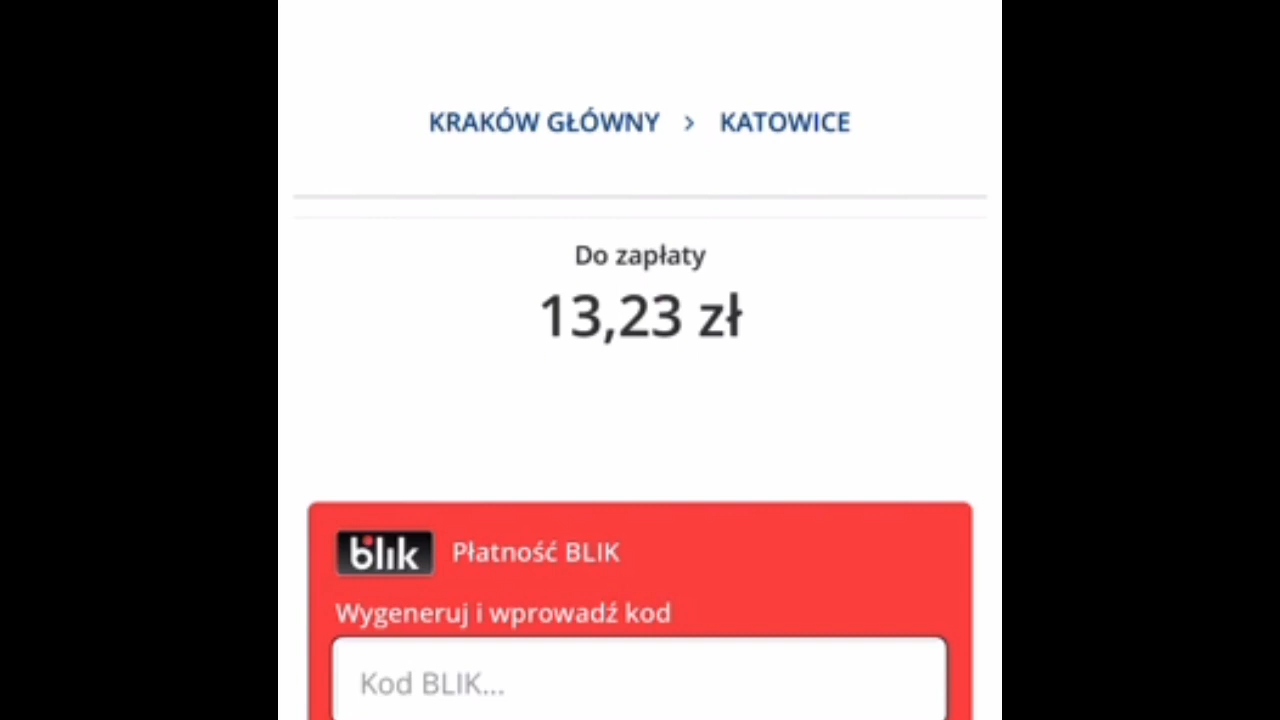 KRAKÓW GŁÓWNY > KATOWICE
Do zapłaty
13,23 zł
blik Płatność BLIK
Wygeneruj i wprowadź kod
Kod BLIK...